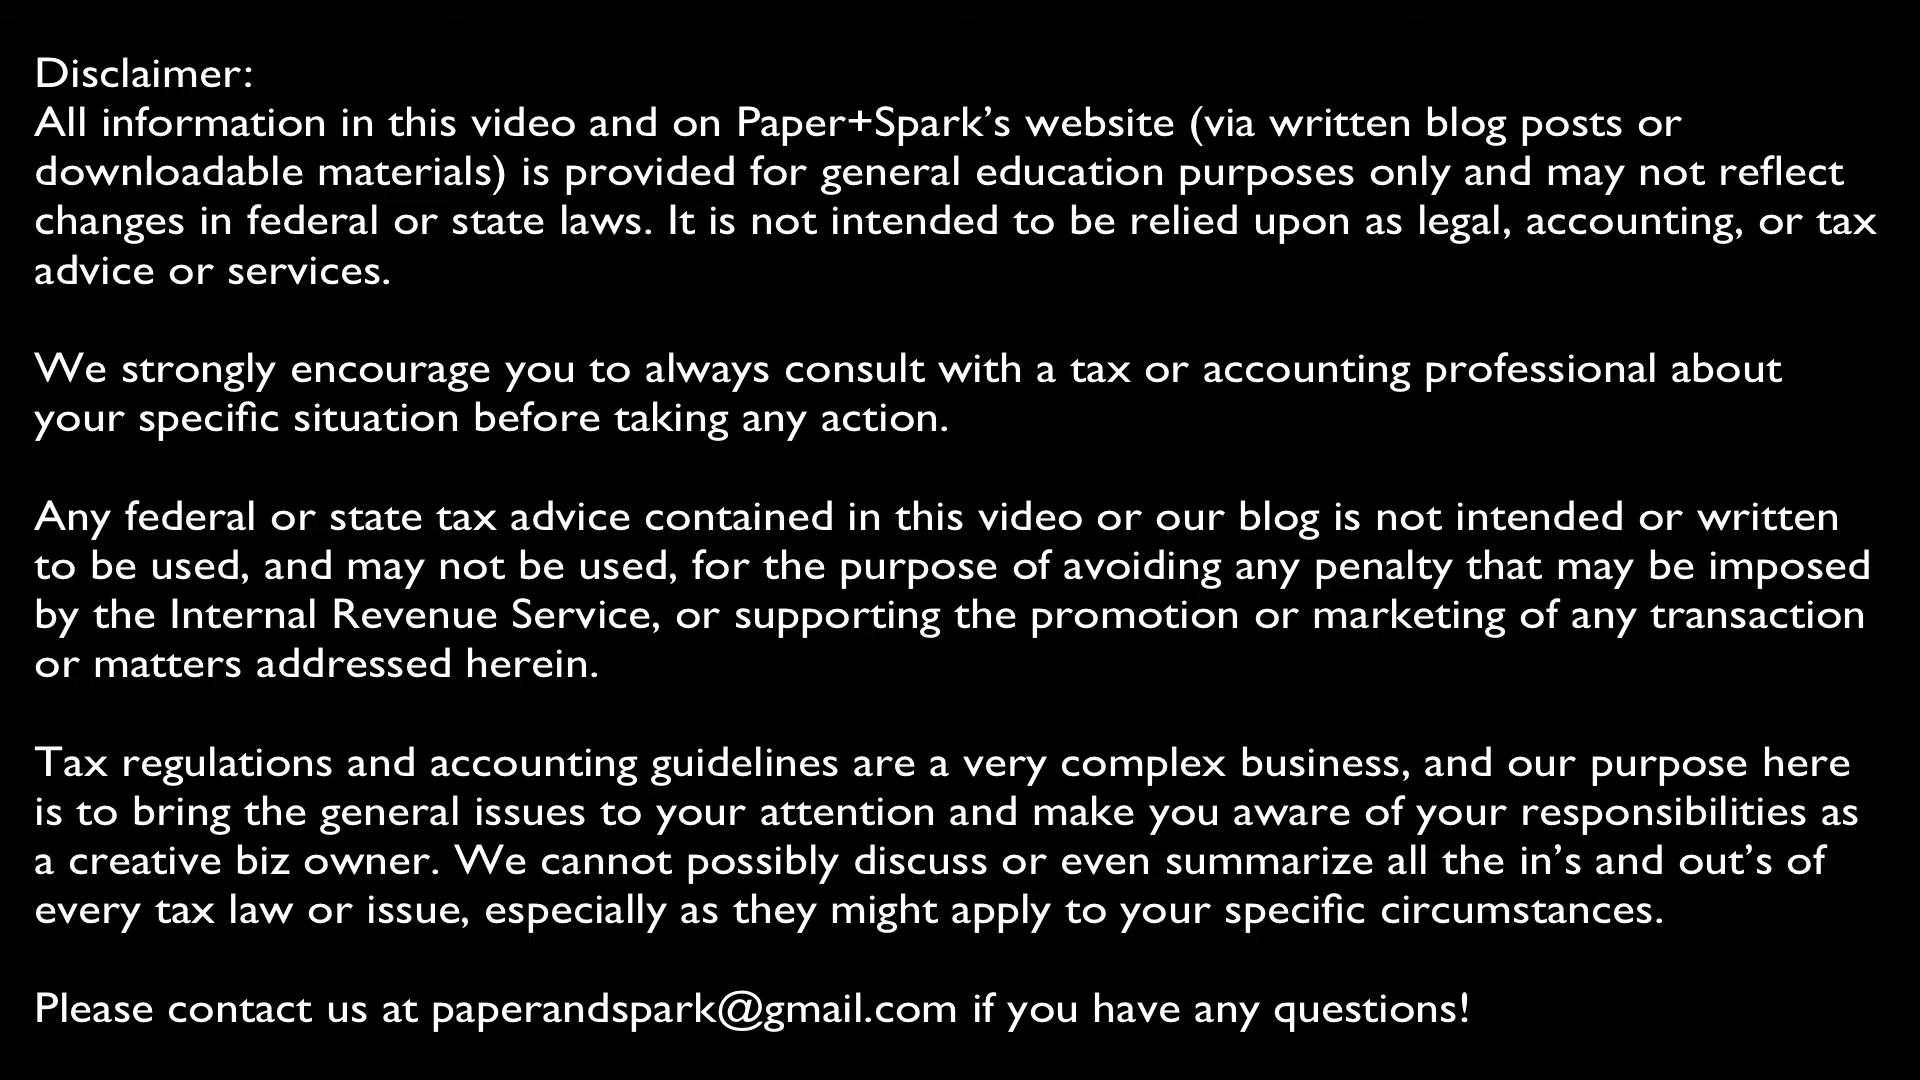 Disclaimer:
All information in this video and on Paper+Spark’s website (via written blog posts or
downloadable materials) is provided for general education purposes only and may not reflect
changes in federal or state laws. It is not intended to be relied upon as legal, accounting, or tax
advice or services.
We strongly encourage you to always consult with a tax or accounting professional about
your specific situation before taking any action.
Any federal or state tax advice contained in this video or our blog is not intended or written
to be used, and may not be used, for the purpose of avoiding any penalty that may be imposed
by the Internal Revenue Service, or supporting the promotion or marketing of any transaction
or matters addressed herein.
Tax regulations and accounting guidelines are a very complex business, and our purpose here
is to bring the general issues to your attention and make you aware of your responsibilities as
a creative biz owner. We cannot possibly discuss or even summarize all the in’s and out’s of
every tax law or issue, especially as they might apply to your specific circumstances.
Please contact us at paperandspark@gmail.com if you have any questions!